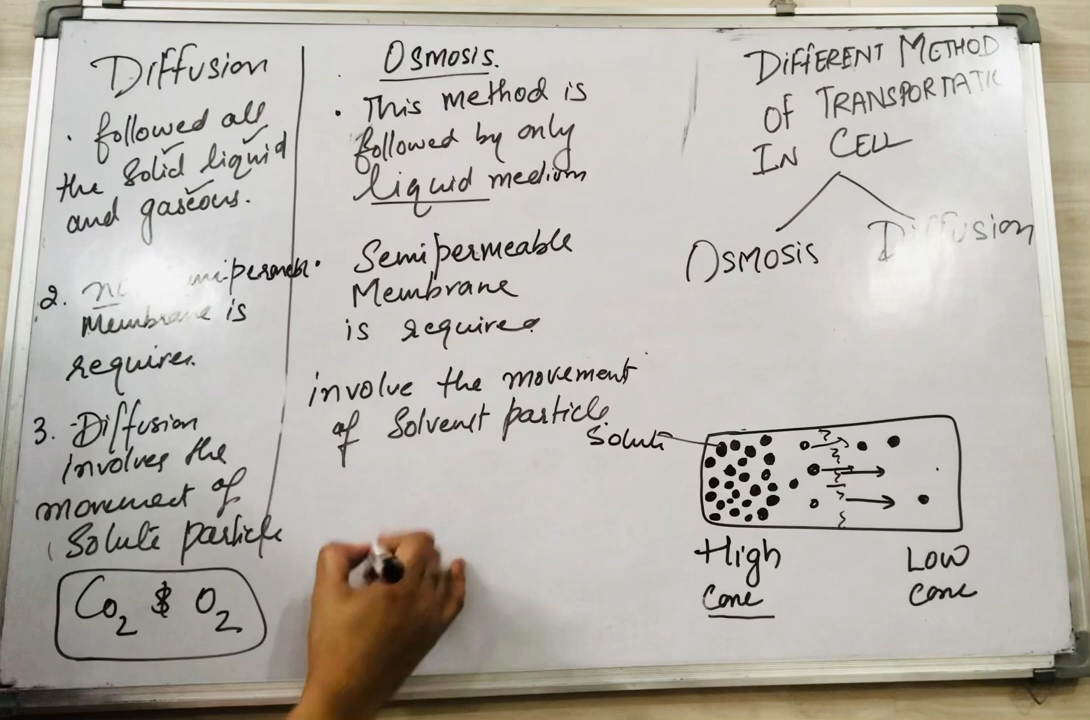 Diffusion
. followed all
the solid liquid
and gaseous.
2.
Membrane is
require.
3. Diffusion
involves the
movement of
Solute particle
Co2 $ O2
Osmosis.
. This method is
followed by only
liquid medium
. Semipermeable
Membrane
is require
involve the movement
of Solvent particle
DIFFERENT METHOD
OF TRANSPORTATIC
IN CELL
OSMOSIS
Diffusion
Solute
High
conc
Low
conc